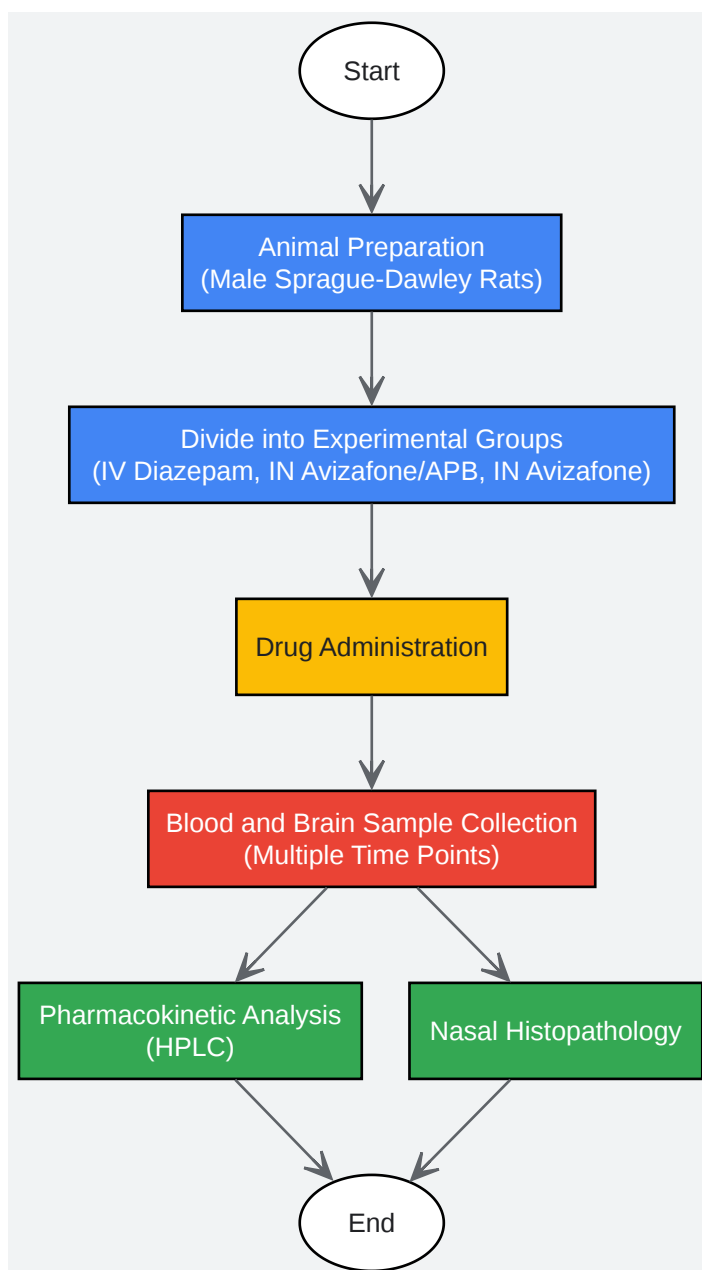 Start
Animal Preparation
(Male Sprague-Dawley Rats)
Divide into Experimental Groups
(IV Diazepam, IN Avizafone/APB, IN Avizafone)
Drug Administration
Blood and Brain Sample Collection
(Multiple Time Points)
Pharmacokinetic Analysis
(HPLC)
Nasal Histopathology
End